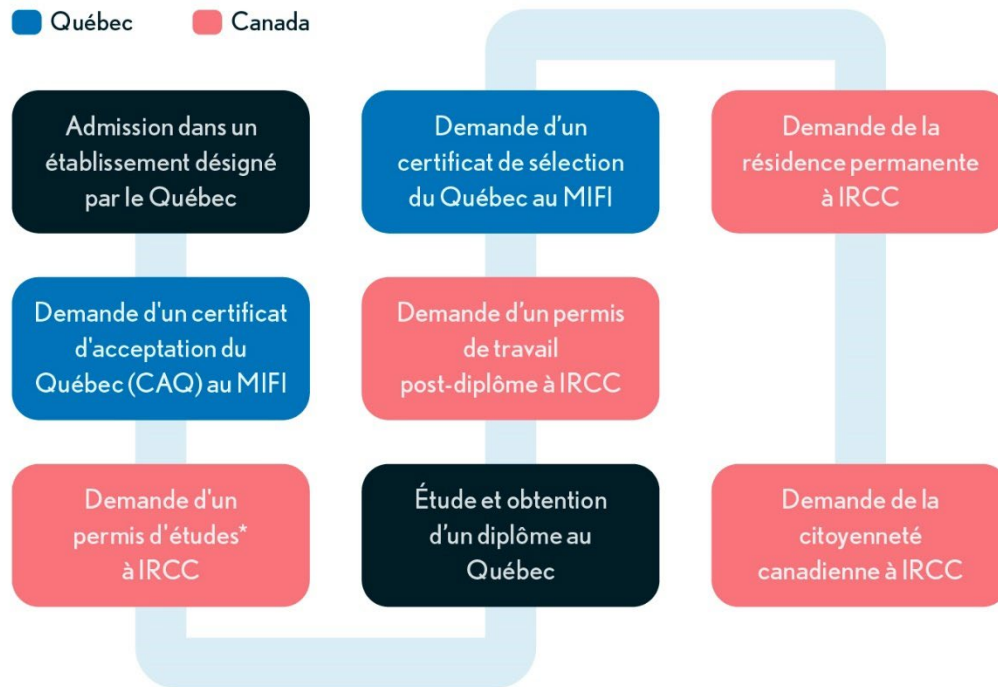 Québec
Canada
Admission dans un
établissement désigné
par le Québec
Demande d'un certificat
d'acceptation du
Québec (CAQ) au MIFI
Demande d'un
permis d'études*
à IRCC
Étude et obtention
d’un diplôme au
Québec
Demande d’un permis
de travail
post-diplôme à IRCC
Demande d’un
certificat de sélection
du Québec au MIFI
Demande de la
résidence permanente
à IRCC
Demande de la
citoyenneté
canadienne à IRCC